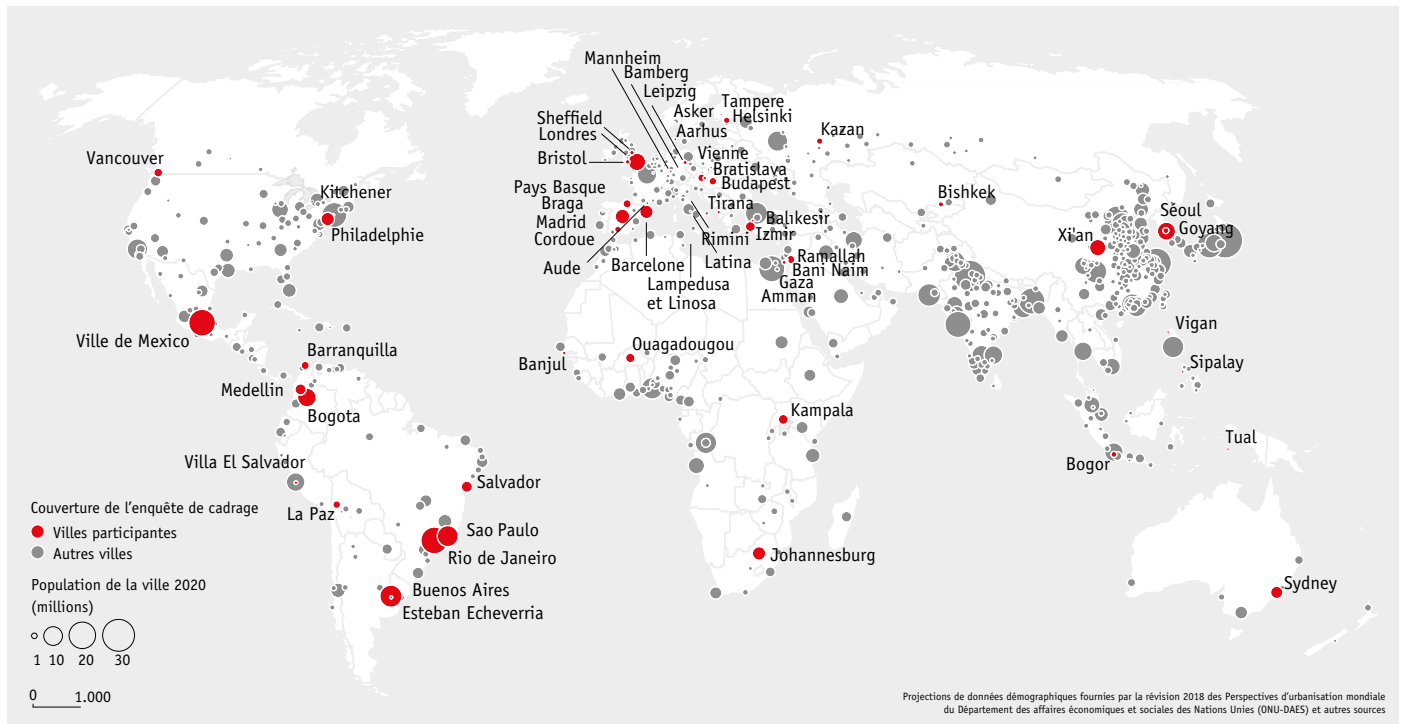 Mannheim
Bamberg
Leipzig
Tampere
Asker
Helsinki
Sheffield
Londres
Aarhus
Kazan
Vancouver
Bristol
Vienne
Bratislava
Budapest
Kitchener
Pays Basque
Braga
Madrid
Cordoue
Tirana
Bishkek
Philadelphie
Balıkesir
Izmir
Séoul
Goyang
Xi'an
Rimini
Latina
Aude
Barcelone
Lampedusa
et Linosa
Ramallah
Bani Naim
Gaza
Amman
Ville de Mexico
Barranquilla
Ouagadougou
Banjul
Vigan
Sipalay
Medellin
Bogota
Kampala
Tual
Villa El Salvador
Bogor
Salvador
La Paz
Sao Paulo
Rio de Janeiro
Johannesburg
Buenos Aires
Esteban Echeverria
Sydney
Couverture de l'enquête de cadrage
Villes participantes
Autres villes
Population de la ville 2020
(millions)
1 10 20 30
0 1.000
Projections de données démographiques fournies par la révision 2018 des Perspectives d'urbanisation mondiale
du Département des affaires économiques et sociales des Nations Unies (ONU-DAES) et autres sources